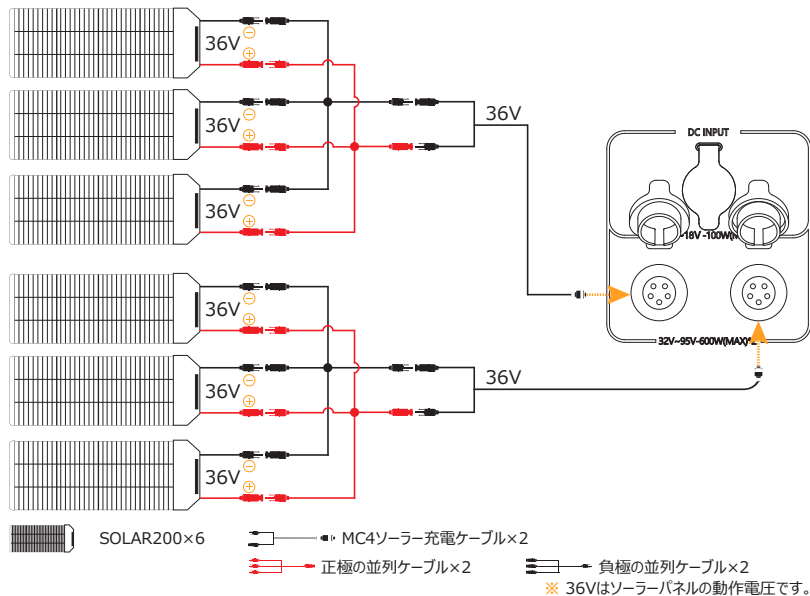 36V
36V
36V
36V
DC INPUT
32V~95V-600W(MAX)*2
36V
36V
36V
36V
SOLAR200×6
MC4ソーラー充電ケーブル×2
正極の並列ケーブル×2
負極の並列ケーブル×2
※ 36Vはソーラーパネルの動作電圧です。